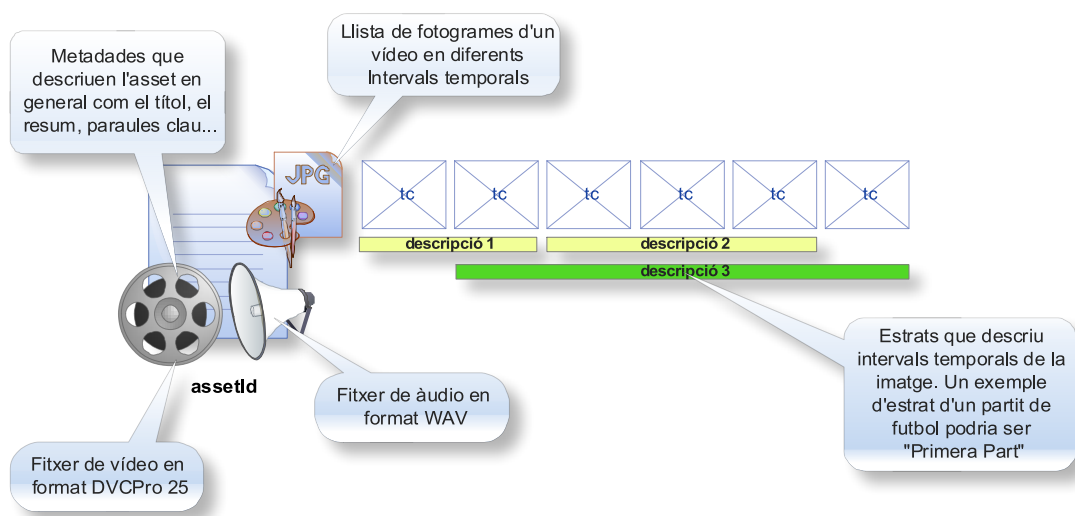 Metadades que
descriuen l'asset en
general com el títol, el
resum, paraules clau...
Llista de fotogrames d'un
vídeo en diferents
Intervals temporals
JPG
tc
tc
tc
tc
tc
tc
descripció 1
descripció 2
descripció 3
assetId
Fitxer de àudio en
format WAV
Fitxer de vídeo en
format DVCPro 25
Estrats que descriu
intervals temporals de la
imatge. Un exemple
d'estrat d'un partit de
futbol podria ser
"Primera Part"